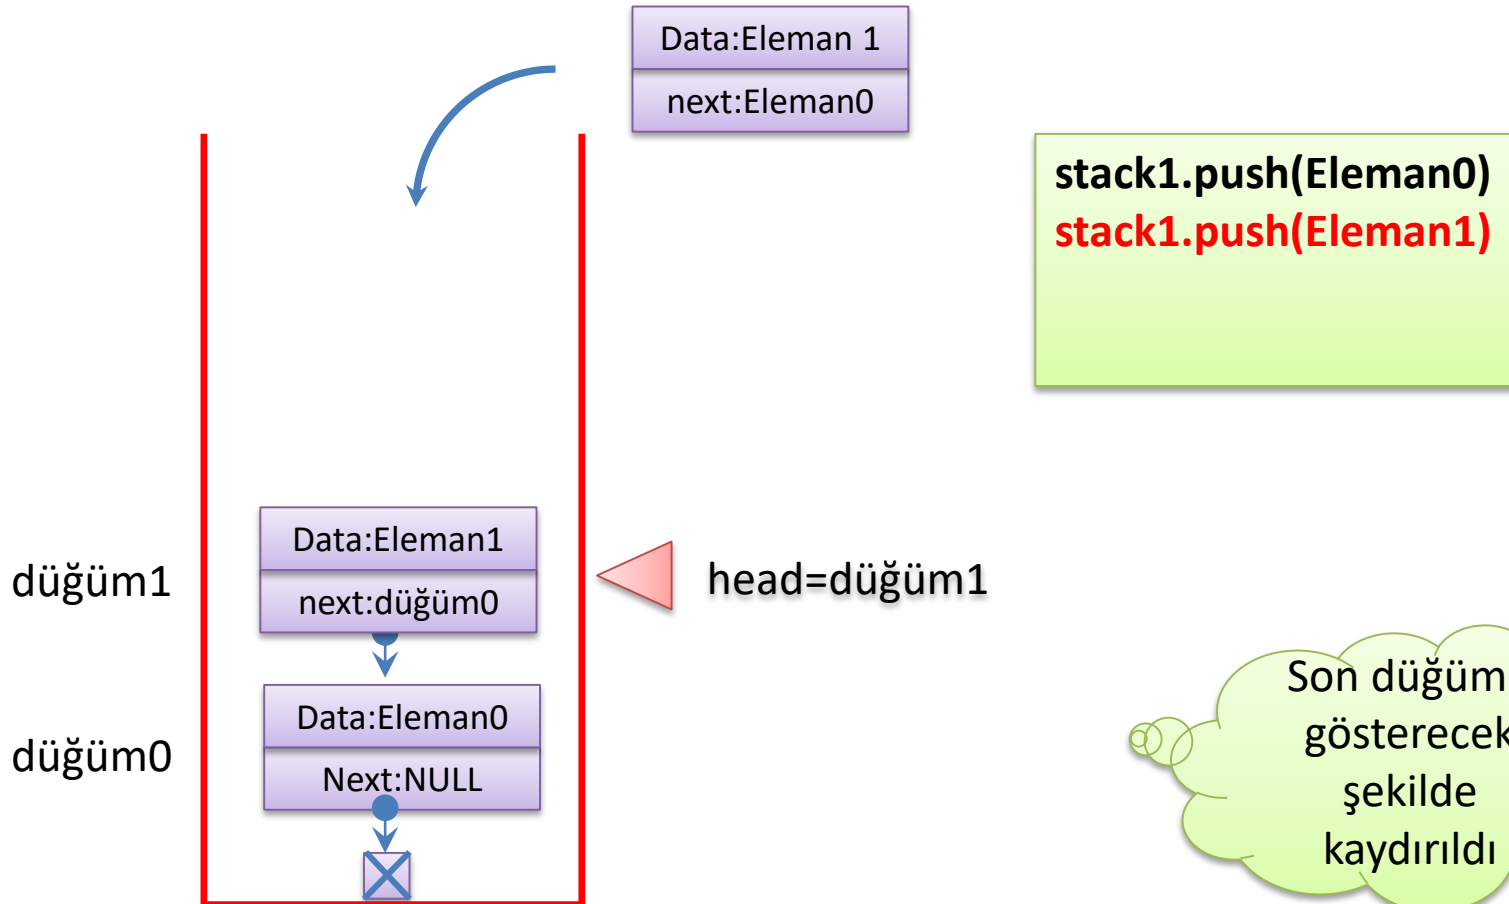 Data:Eleman 1
next:Eleman0
stack1.push(Eleman0)
stack1.push(Eleman1)
Data:Eleman1
next:düğüm0
düğüm1
head=düğüm1
Data:Eleman0
Next:NULL
düğüm0
Son düğüm
gösterecek
şekilde
kaydırıldı